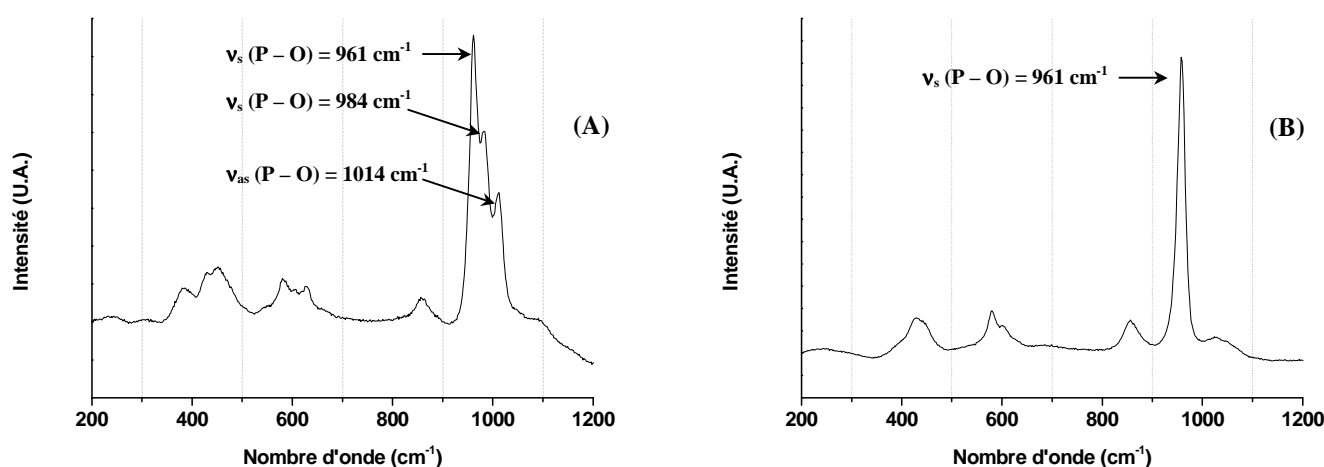 νs (P – O) = 961 cm-1
νs (P – O) = 984 cm-1
νas (P – O) = 1014 cm-1
(A)
Intensité (U.A.)
200 400 600 800 1000 1200
Nombre d'onde (cm-1)
νs (P – O) = 961 cm-1
(B)
Intensité (U.A.)
200 400 600 800 1000 1200
Nombre d'onde (cm-1)